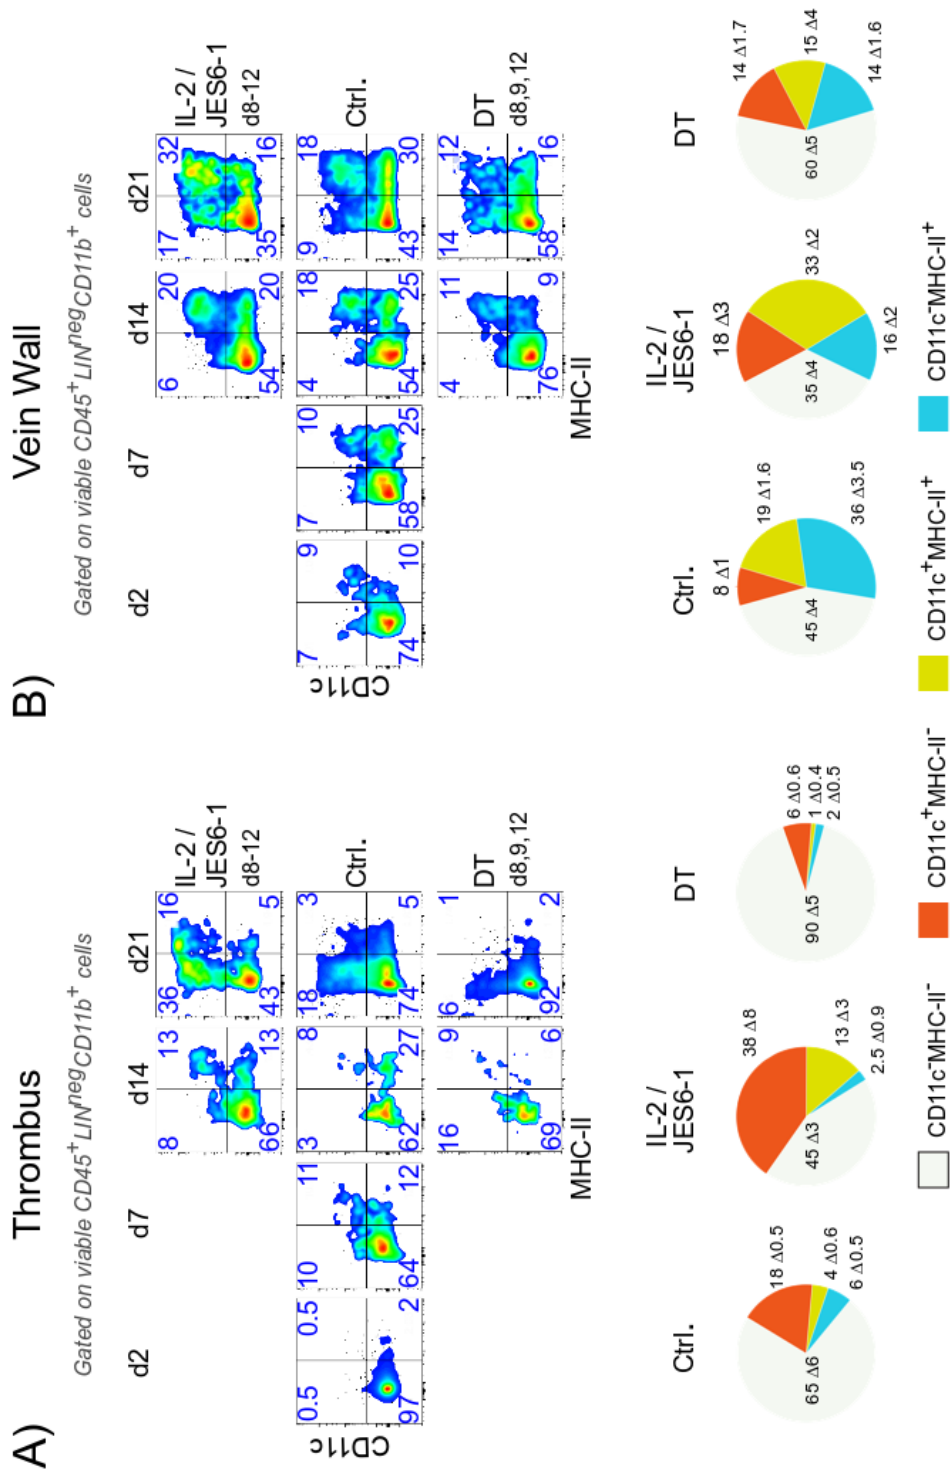 A)
Thrombus
Gated on viable CD45+LINnegCD11b+ cells
d2
d7
d14
d21
8 13 36 16
66 13 43 5
IL-2 /
JES6-1
d8-12
0.5 0.5 10 11 3 8 18 3
97 2 64 12 62 27 74 5
Ctrl.
CD11c
16 9 6 1
69 6 92 2
DT
d8,9,12
MHC-II
Ctrl.
18 Δ0.5
4 Δ0.6
6 Δ0.5
65 Δ6
IL-2 /
JES6-1
38 Δ8
13 Δ3
2.5 Δ0.9
45 Δ3
DT
6 Δ0.6
1 Δ0.4
2 Δ0.5
90 Δ5
B)
Vein Wall
Gated on viable CD45+LINnegCD11b+ cells
d2
d7
d14
d21
6 20 17 32
54 20 35 16
IL-2 /
JES6-1
d8-12
7 9 7 10 4 18 9 18
74 10 58 25 54 25 43 30
Ctrl.
CD11c
4 11 14 12
76 9 58 16
DT
d8,9,12
MHC-II
Ctrl.
8 Δ1
19 Δ1.6
36 Δ3.5
45 Δ4
IL-2 /
JES6-1
18 Δ3
33 Δ2
16 Δ2
35 Δ4
DT
14 Δ1.7
15 Δ4
14 Δ1.6
60 Δ5
CD11c-MHC-II-
CD11c+MHC-II-
CD11c+MHC-II+
CD11c-MHC-II+